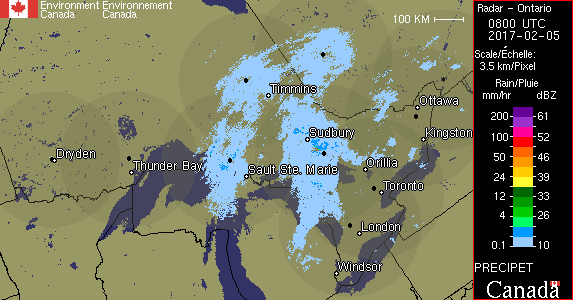 Environment Environnement
Canada Canada
100 KM
Timmins
Ottawa
Sudbury
Kingston
Dryden
Thunder Bay
Sault Ste. Marie
Orillia
Toronto
London
Windsor
Radar - Ontario
0800 UTC
2017-02-05
Scale/Échelle:
3.5 km/Pixel
Rain/Pluie
mm/hr dBZ
200 61
100 52
50 46
24 39
12 33
4 26
0.1 10
PRECIPET
Canada